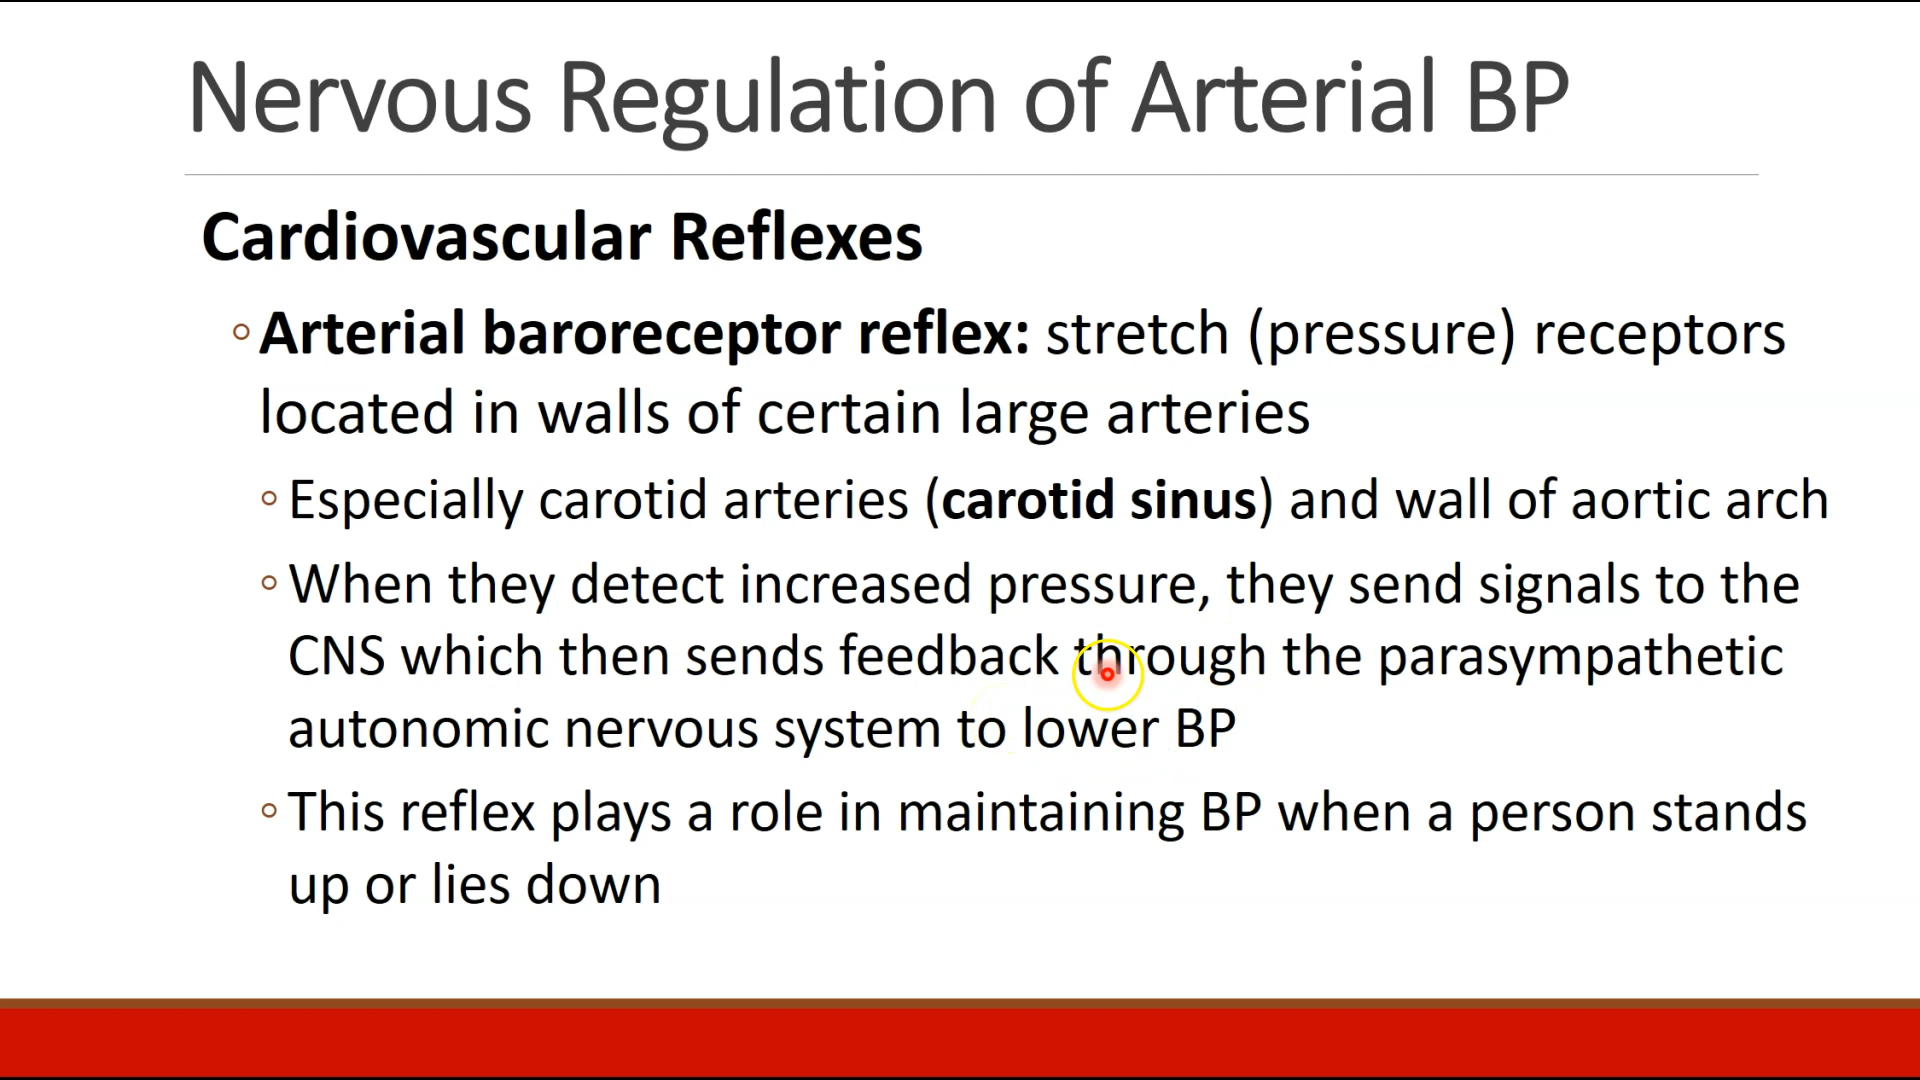 Nervous Regulation of Arterial BP
Cardiovascular Reflexes
◦Arterial baroreceptor reflex: stretch (pressure) receptors
located in walls of certain large arteries
◦Especially carotid arteries (carotid sinus) and wall of aortic arch
◦When they detect increased pressure, they send signals to the
CNS which then sends feedback through the parasympathetic
autonomic nervous system to lower BP
◦This reflex plays a role in maintaining BP when a person stands
up or lies down